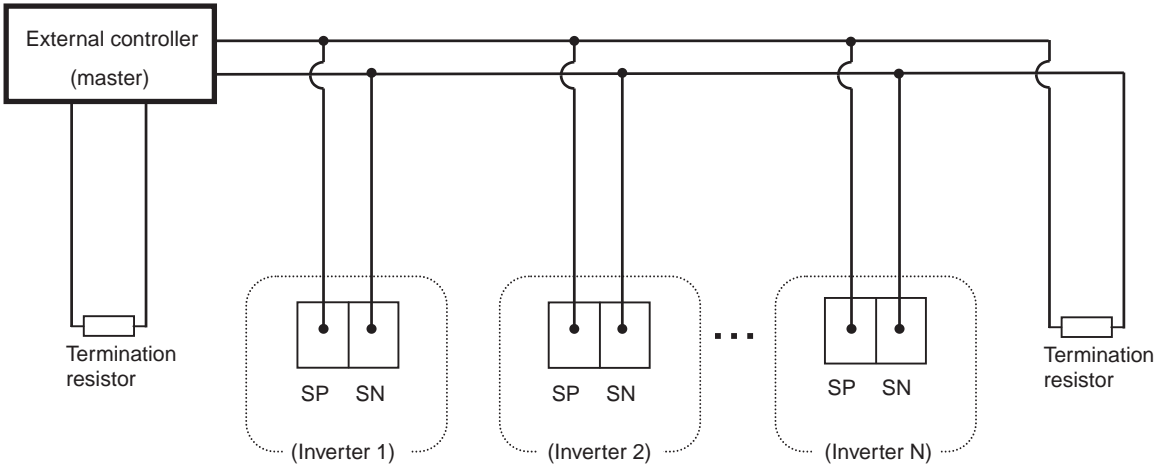 External controller
(master)
Termination
resistor
SP SN
(Inverter 1)
SP SN
(Inverter 2)
SP SN
(Inverter N)
Termination
resistor